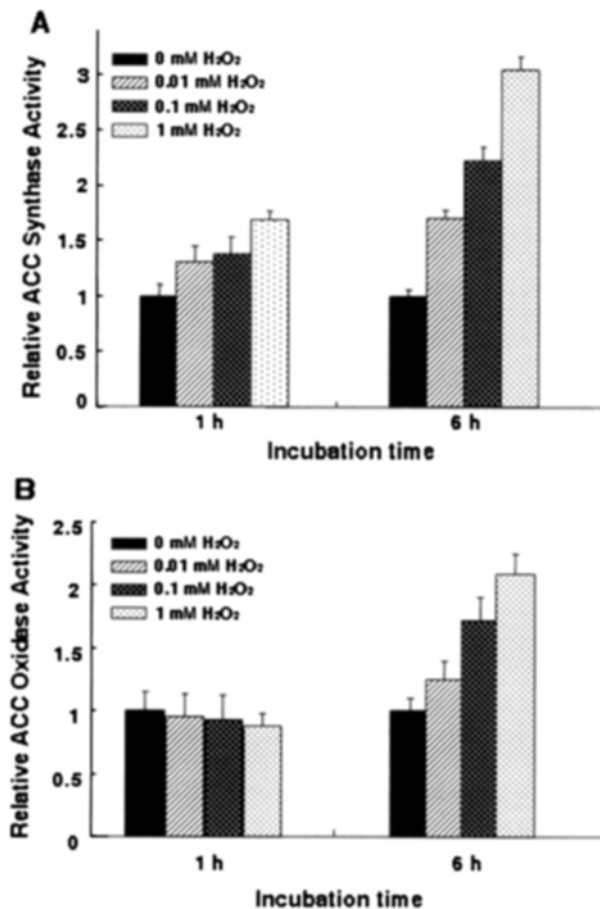 A
0 mM H₂O₂
0.01 mM H₂O₂
0.1 mM H₂O₂
1 mM H₂O₂
Relative ACC Synthase Activity
3
2.5
2
1.5
1
0.5
0
1 h
6 h
Incubation time
B
0 mM H₂O₂
0.01 mM H₂O₂
0.1 mM H₂O₂
1 mM H₂O₂
Relative ACC Oxidase Activity
2.5
2
1.5
1
0.5
0
1 h
6 h
Incubation time